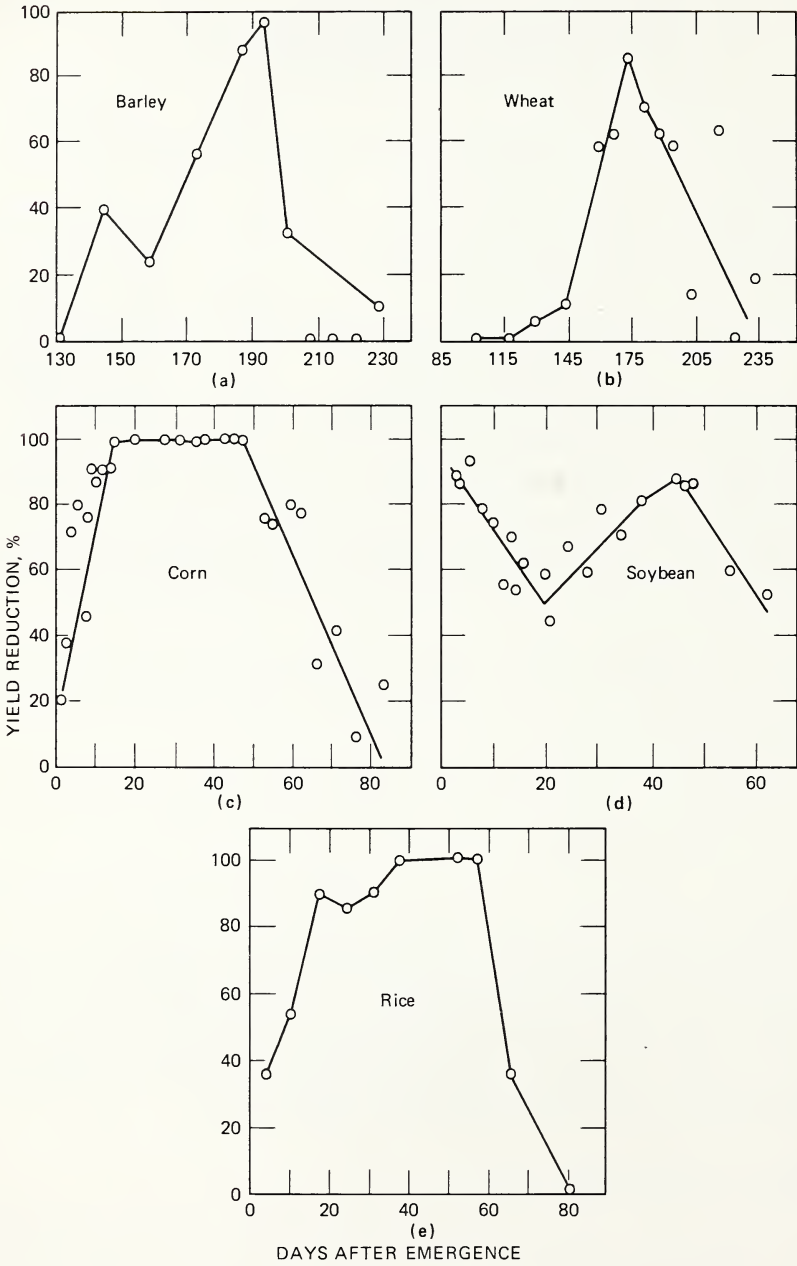 100
80
60
40
20
0
Barley
130 150 170 190 210 230
(a)
Wheat
85 115 145 175 205 235
(b)
YIELD REDUCTION, %
100
80
60
40
20
0
Corn
0 20 40 60 80
(c)
Soybean
0 20 40 60
(d)
100
80
60
40
20
0
Rice
0 20 40 60 80
(e)
DAYS AFTER EMERGENCE